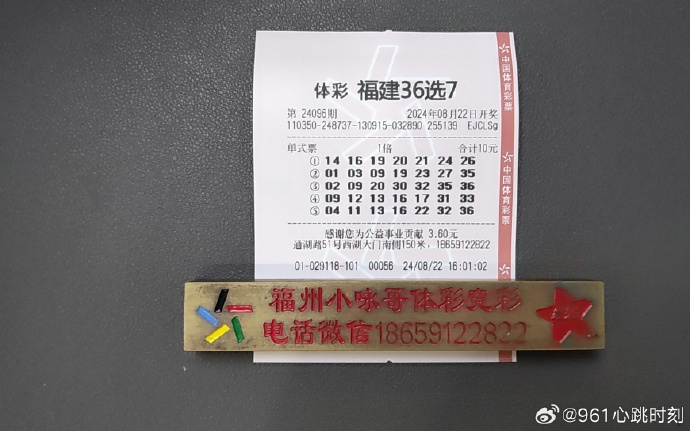 体彩 福建36选7
第 24096期 2024年08月22日开奖
110350-248737-130915-032890 255139 EJCLSg
单式票 1倍 合计10元
① 14 16 19 20 21 24 26
② 01 03 09 19 23 27 35
③ 02 09 20 30 32 35 36
④ 09 12 13 16 17 31 33
⑤ 04 11 13 16 22 32 36
感谢您为公益事业贡献 3.60元
通湖路51号西湖大门南侧150米，18659122822
01-029118-101 00056 24/08/22 16:01:02
中国体育彩票
中国体育彩票
福州小咏哥体彩竞彩
电话微信18659122822
@961心跳时刻